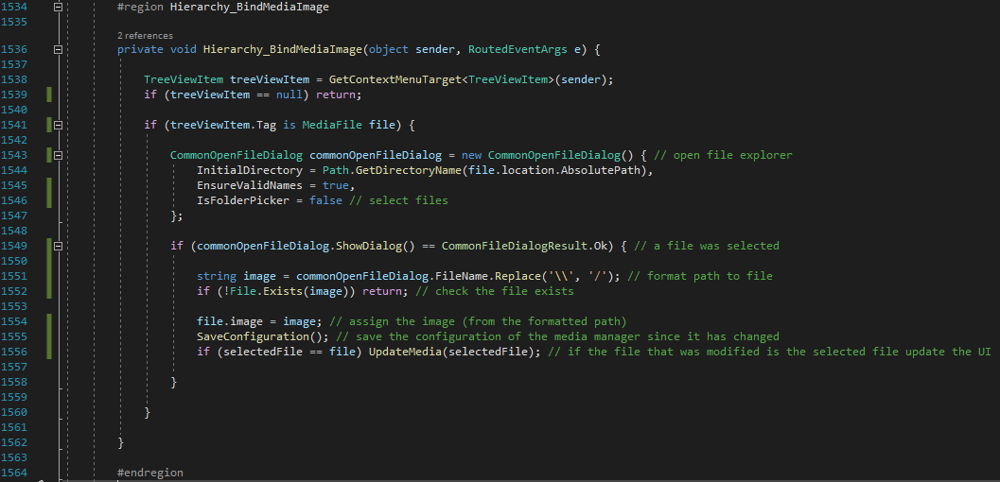 1534 #region Hierarchy_BindMediaImage
1535
2 references
1536 private void Hierarchy_BindMediaImage(object sender, RoutedEventArgs e) {
1537
1538 TreeViewItem treeViewItem = GetContextMenuTarget<TreeViewItem>(sender);
1539 if (treeViewItem == null) return;
1540
1541 if (treeViewItem.Tag is MediaFile file) {
1542
1543 CommonOpenFileDialog commonOpenFileDialog = new CommonOpenFileDialog() { // open file explorer
1544 InitialDirectory = Path.GetDirectoryName(file.location.AbsolutePath),
1545 EnsureValidNames = true,
1546 IsFolderPicker = false // select files
1547 };
1548
1549 if (commonOpenFileDialog.ShowDialog() == CommonFileDialogResult.Ok) { // a file was selected
1550
1551 string image = commonOpenFileDialog.FileName.Replace('\\', '/'); // format path to file
1552 if (!File.Exists(image)) return; // check the file exists
1553
1554 file.image = image; // assign the image (from the formatted path)
1555 SaveConfiguration(); // save the configuration of the media manager since it has changed
1556 if (selectedFile == file) UpdateMedia(selectedFile); // if the file that was modified is the selected file update the UI
1557
1558 }
1559
1560 }
1561
1562 }
1563
1564 #endregion